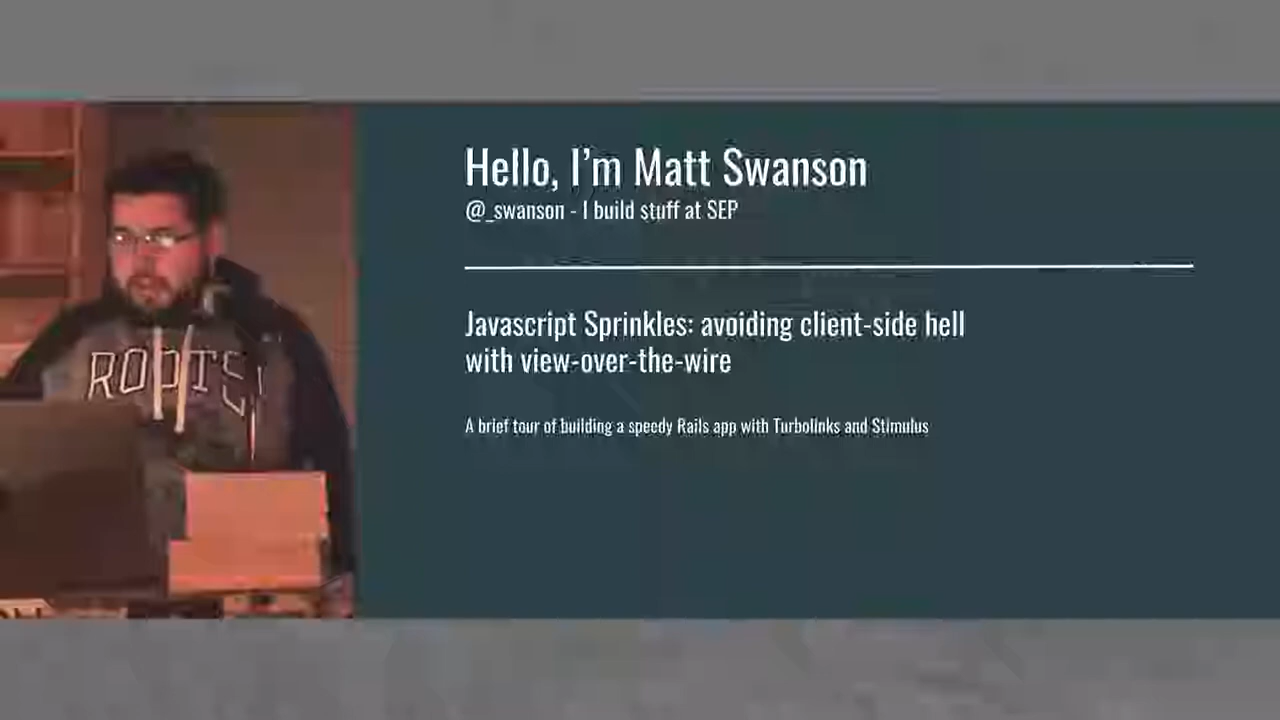 Hello, I'm Matt Swanson
@_swanson - I build stuff at SEP
Javascript Sprinkles: avoiding client-side hell
with view-over-the-wire
A brief tour of building a speedy Rails app with Turbolinks and Stimulus
ROOTS